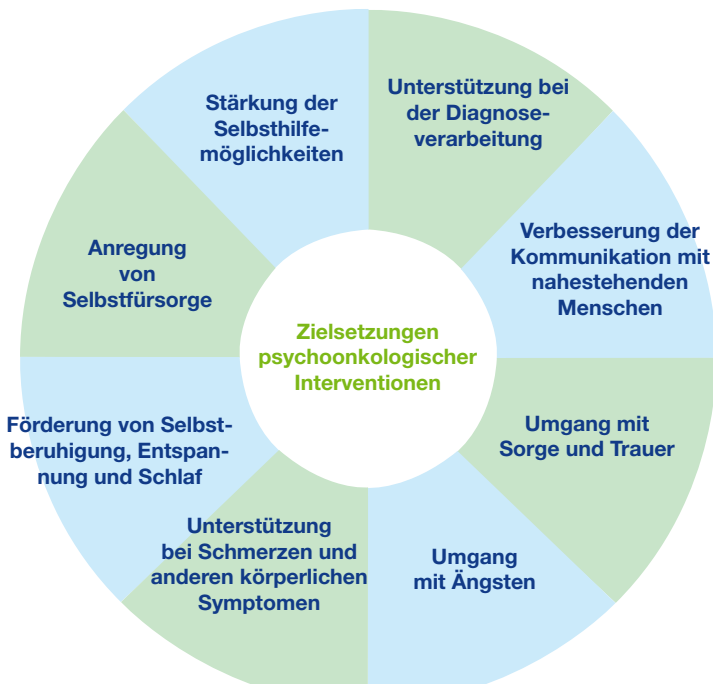 Unterstützung bei
der Diagnose-
verarbeitung
Verbesserung der
Kommunikation mit
nahestehenden
Menschen
Umgang mit
Sorge und Trauer
Umgang
mit Ängsten
Unterstützung
bei Schmerzen und
anderen körperlichen
Symptomen
Förderung von Selbst-
beruhigung, Entspan-
nung und Schlaf
Anregung
von
Selbstfürsorge
Stärkung der
Selbsthilfe-
möglichkeiten
Zielsetzungen
psychoonkologischer
Interventionen